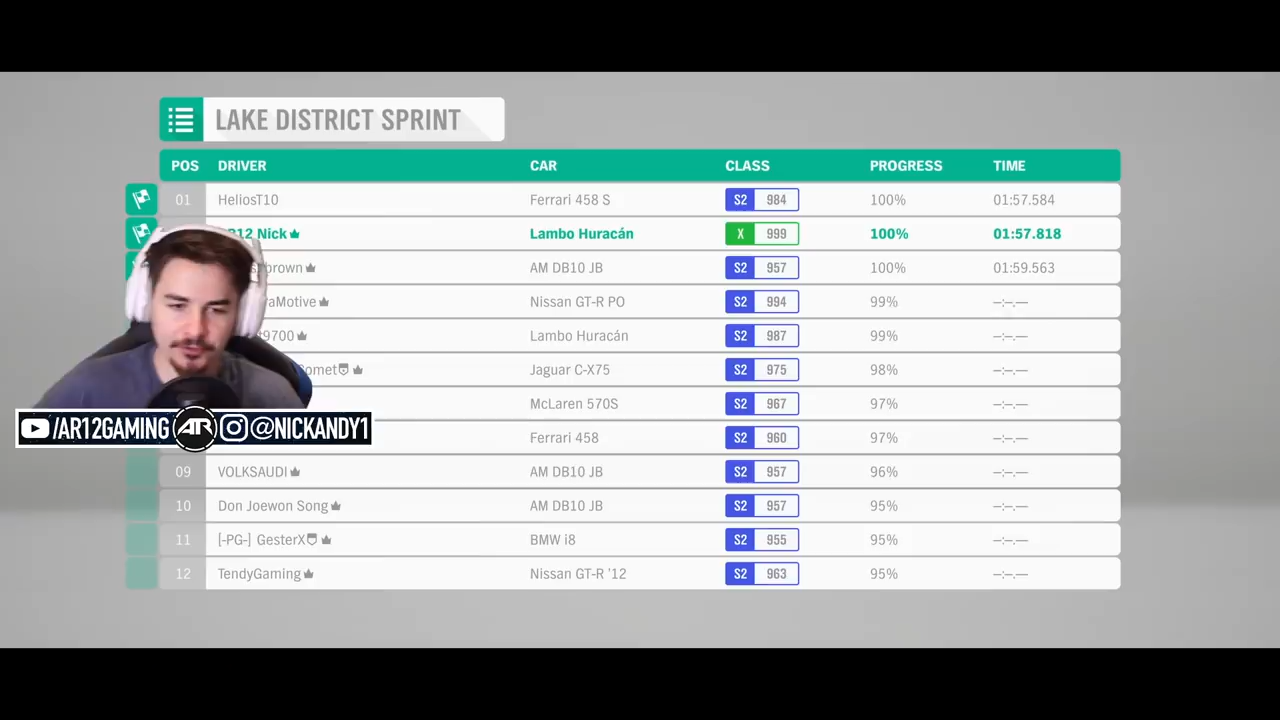 LAKE DISTRICT SPRINT
POS DRIVER CAR CLASS PROGRESS TIME
01 HeliosT10 Ferrari 458 S S2 984 100% 01:57.584
Nick Lambo Huracán X 999 100% 01:57.818
AM DB10 JB S2 957 100% 01:59.563
Nissan GT-R PO S2 994 99% --:--.---
Lambo Huracán S2 987 99% --:--.---
Jaguar C-X75 S2 975 98% --:--.---
McLaren 570S S2 967 97% --:--.---
Ferrari 458 S2 960 97% --:--.---
09 VOLKSAUDI AM DB10 JB S2 957 96% --:--.---
10 Don Joewon Song AM DB10 JB S2 957 95% --:--.---
11 [-PG-] GesterX BMW i8 S2 955 95% --:--.---
12 TendyGaming Nissan GT-R '12 S2 963 95% --:--.---
/AR12GAMING AR @NICKANDY1